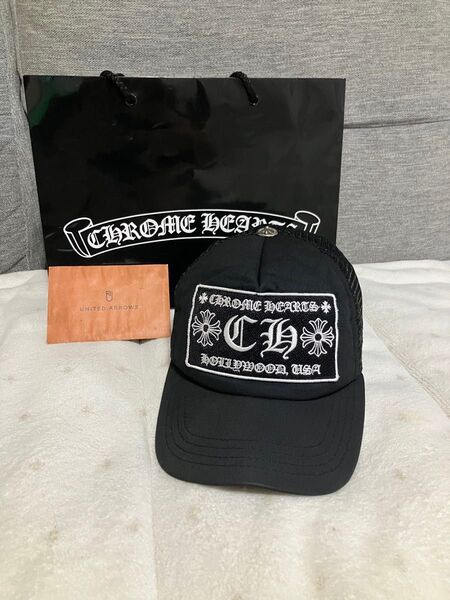 CHROME HEARTS
UNITED ARROWS
CHROME HEARTS
CH
HOLLYWOOD, USA